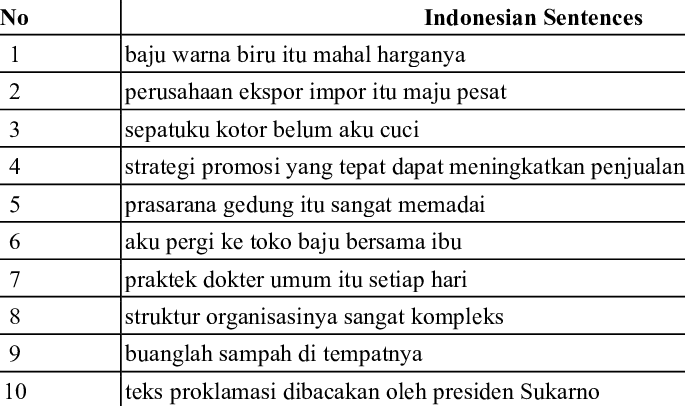 No Indonesian Sentences
1 baju warna biru itu mahal harganya
2 perusahaan ekspor impor itu maju pesat
3 sepatuku kotor belum aku cuci
4 strategi promosi yang tepat dapat meningkatkan penjualan
5 prasarana gedung itu sangat memadai
6 aku pergi ke toko baju bersama ibu
7 praktek dokter umum itu setiap hari
8 struktur organisasinya sangat kompleks
9 buanglah sampah di tempatnya
10 teks proklamasi dibacakan oleh presiden Sukarno